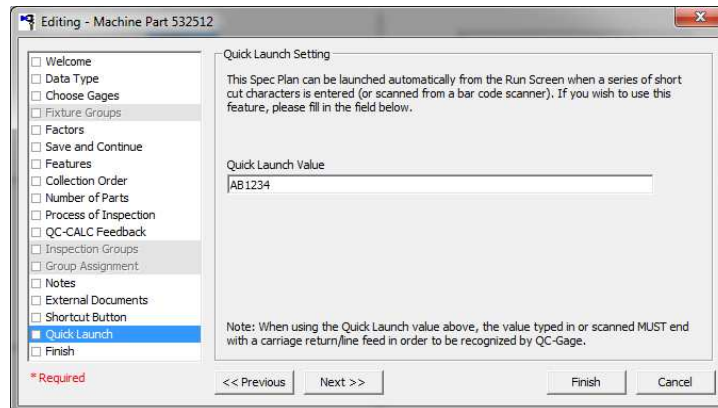 Editing - Machine Part 532512
Welcome
Data Type
Choose Gages
Fixture Groups
Factors
Save and Continue
Features
Collection Order
Number of Parts
Process of Inspection
QC-CALC Feedback
Inspection Groups
Group Assignment
Notes
External Documents
Shortcut Button
Quick Launch
Finish
* Required
Quick Launch Setting
This Spec Plan can be launched automatically from the Run Screen when a series of short
cut characters is entered (or scanned from a bar code scanner). If you wish to use this
feature, please fill in the field below.
Quick Launch Value
AB1234
Note: When using the Quick Launch value above, the value typed in or scanned MUST end
with a carriage return/line feed in order to be recognized by QC-Gage.
<< Previous
Next >>
Finish
Cancel